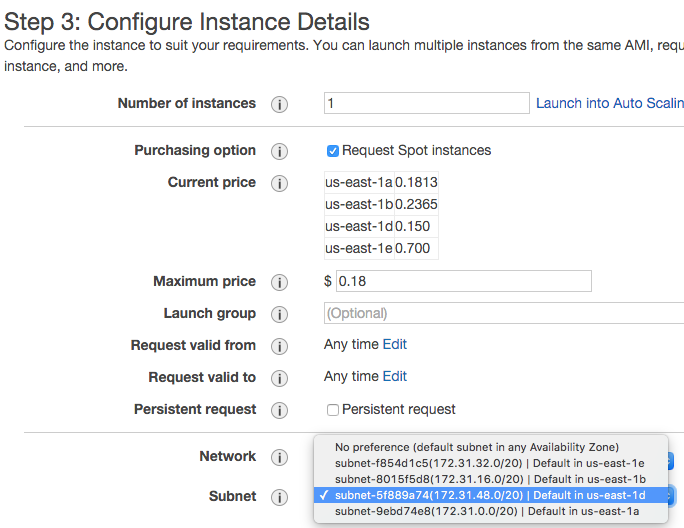 Step 3: Configure Instance Details
Configure the instance to suit your requirements. You can launch multiple instances from the same AMI, requ
instance, and more.
Number of instances i 1 Launch into Auto Scalin
Purchasing option i Request Spot instances
Current price i us-east-1a 0.1813
us-east-1b 0.2365
us-east-1d 0.150
us-east-1e 0.700
Maximum price i $ 0.18
Launch group i (Optional)
Request valid from i Any time Edit
Request valid to i Any time Edit
Persistent request i Persistent request
No preference (default subnet in any Availability Zone)
Network i
subnet-f854d1c5(172.31.32.0/20) | Default in us-east-1e
subnet-8015f5d8(172.31.16.0/20) | Default in us-east-1b
Subnet i ✓ subnet-5f889a74(172.31.48.0/20) | Default in us-east-1d
subnet-9ebd74e8(172.31.0.0/20) | Default in us-east-1a